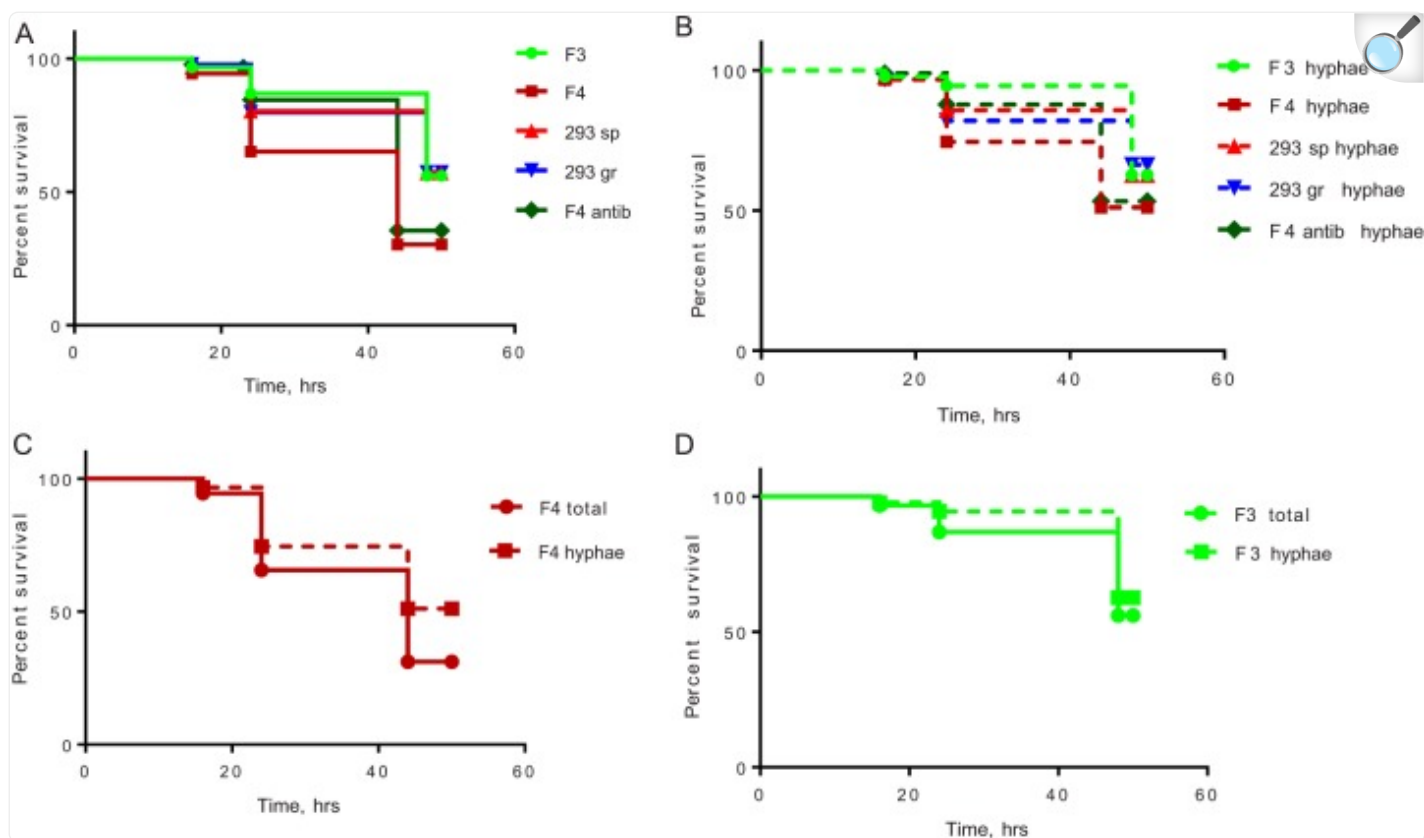 A
Percent survival
100
50
0
0 20 40 60
Time, hrs
F3
F4
293 sp
293 gr
F4 antib
B
Percent survival
100
50
0
0 20 40 60
Time, hrs
F3 hyphae
F4 hyphae
293 sp hyphae
293 gr hyphae
F4 antib hyphae
C
Percent survival
100
50
0
0 20 40 60
Time, hrs
F4 total
F4 hyphae
D
Percent survival
100
50
0
0 20 40 60
Time, hrs
F3 total
F3 hyphae